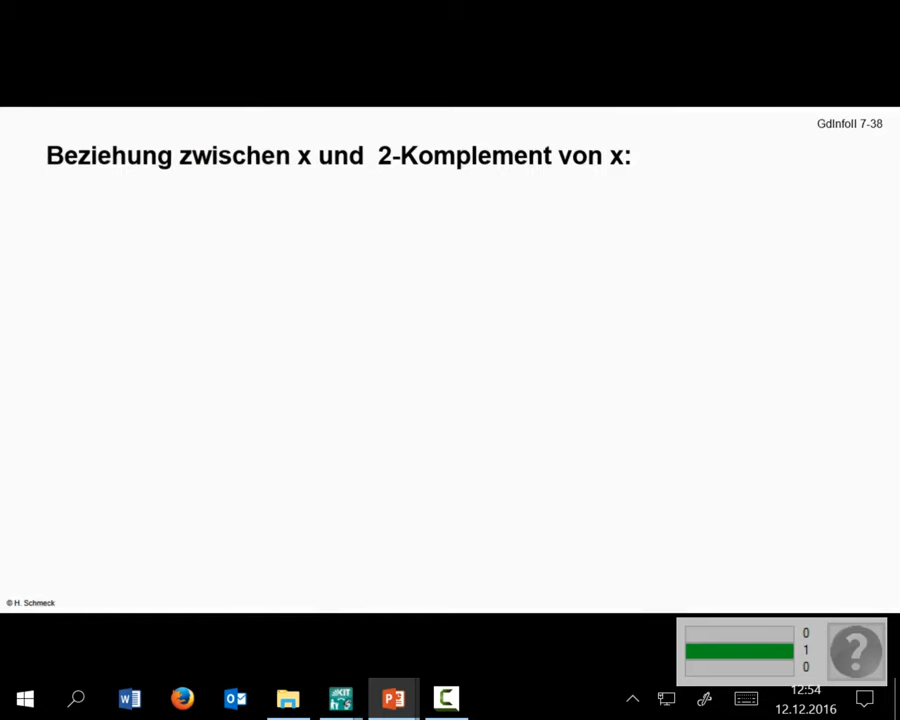 GdInfoII 7-38
Beziehung zwischen x und 2-Komplement von x:
© H. Schmeck
0
1
0
12:54
12.12.2016